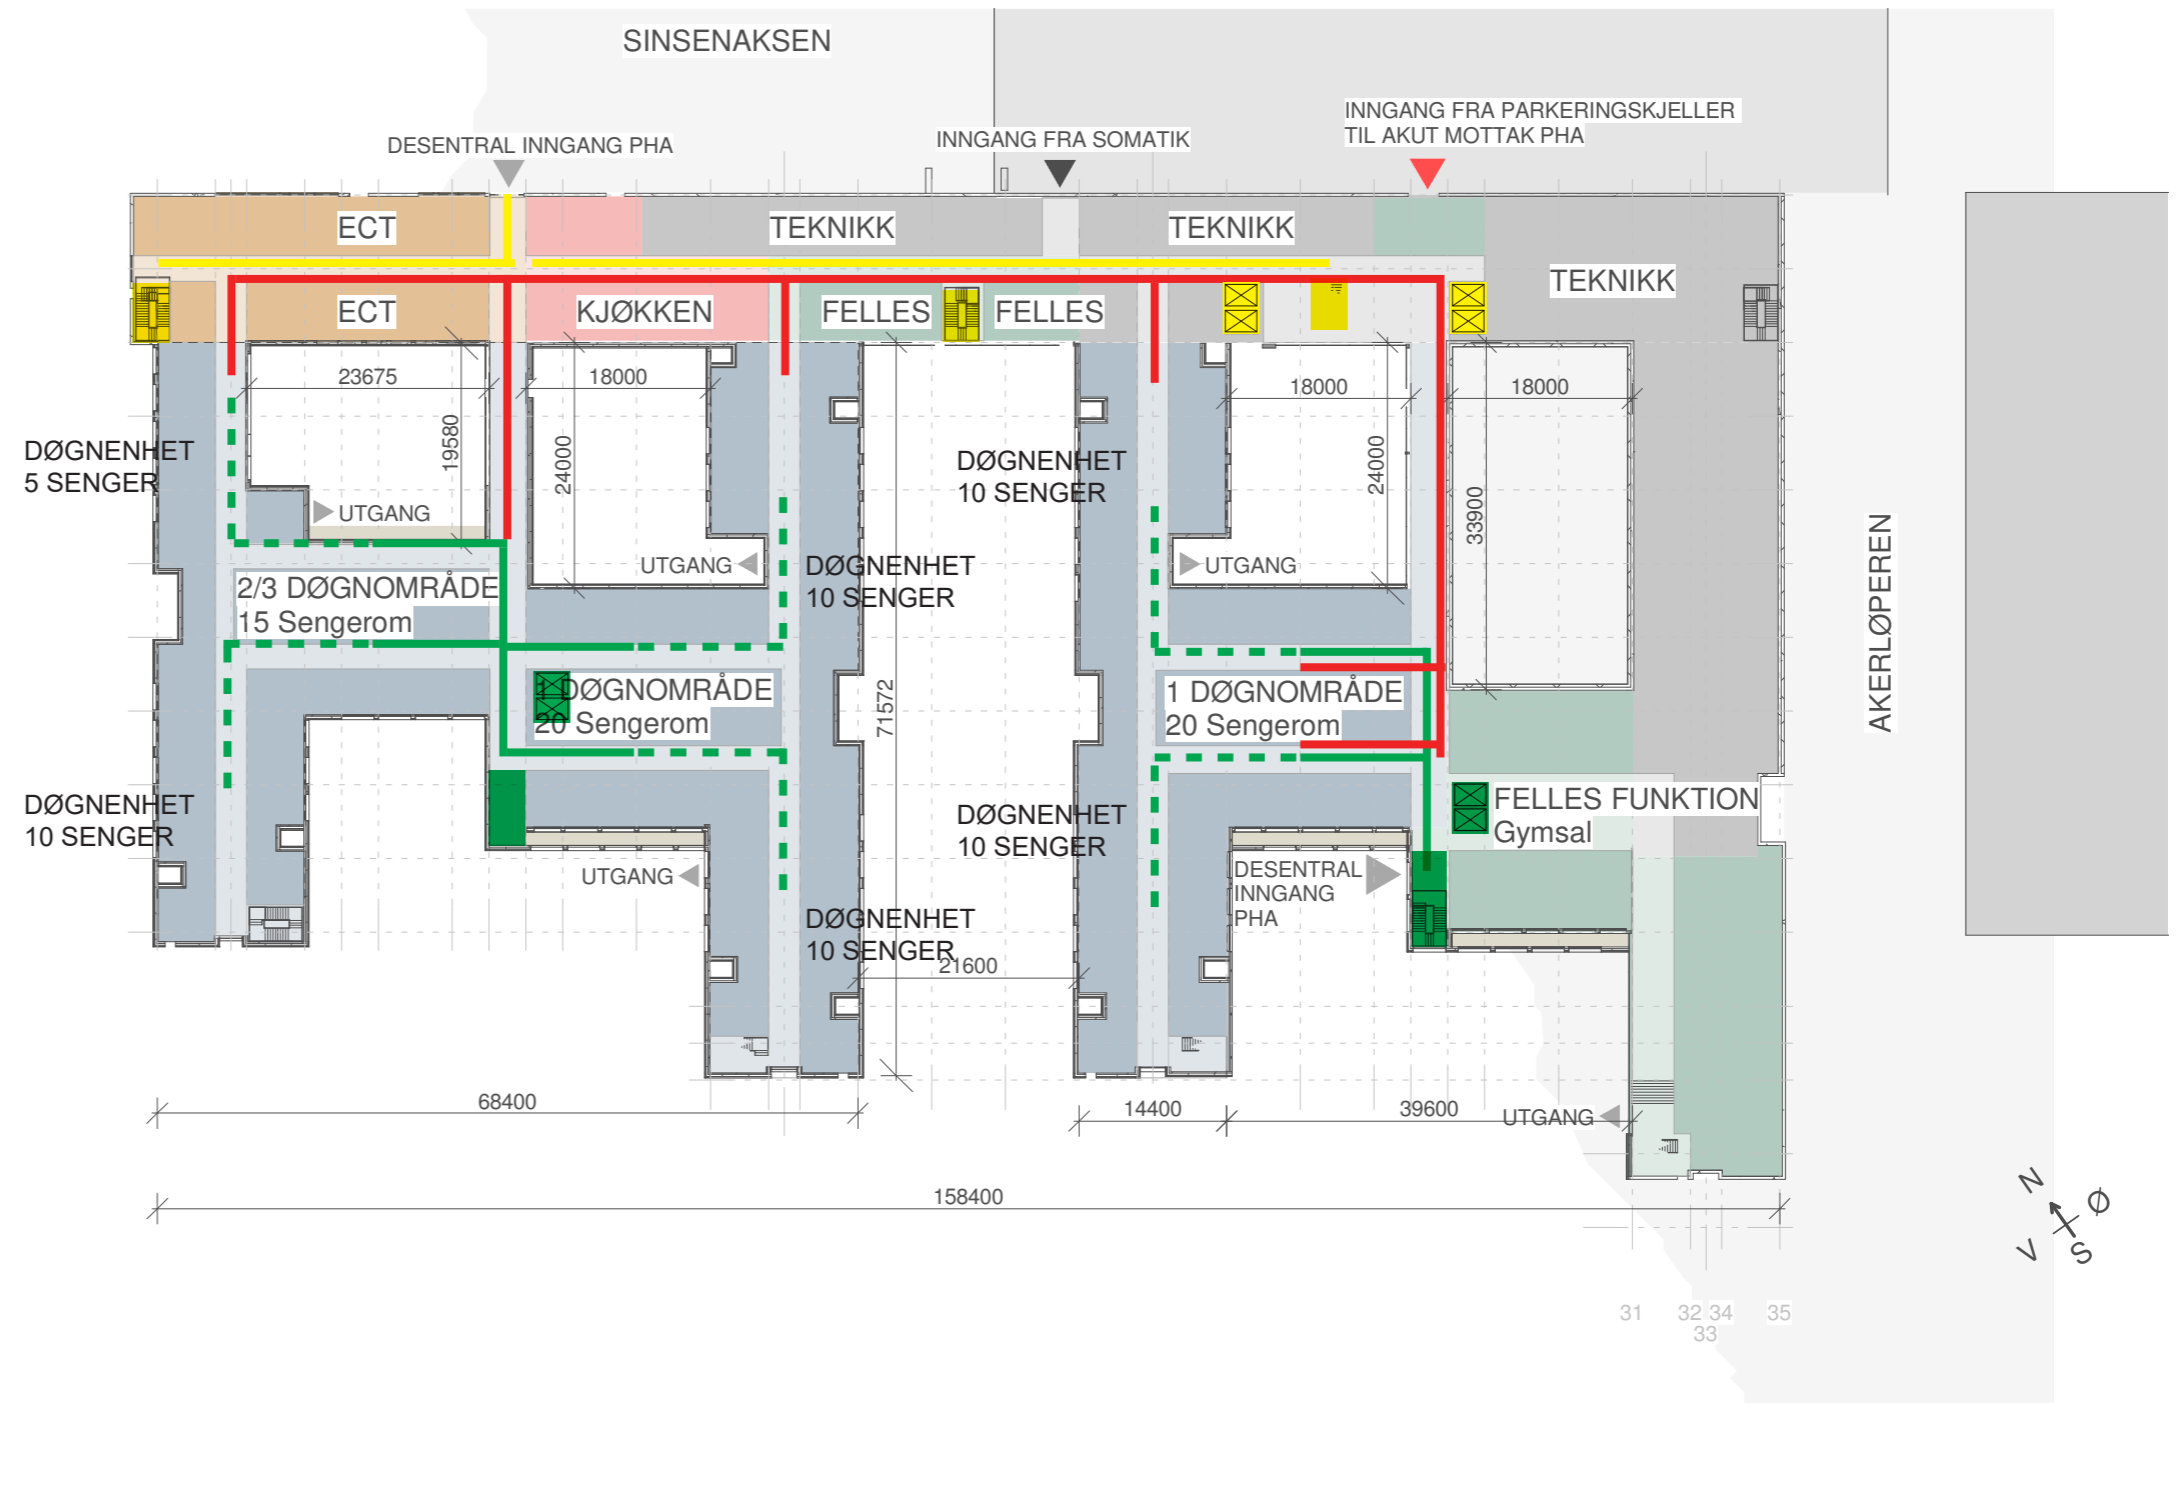 SINSENAKSEN
DESENTRAL INNGANG PHA
INNGANG FRA SOMATIK
INNGANG FRA PARKERINGSKJELLER
TIL AKUT MOTTAK PHA
ECT
TEKNIKK
TEKNIKK
TEKNIKK
ECT
KJØKKEN
FELLES
FELLES
23675
18000
18000
18000
19580
24000
24000
33900
DØGNENHET
5 SENGER
UTGANG
DØGNENHET
10 SENGER
UTGANG
DØGNENHET
10 SENGER
UTGANG
AKERLØPEREN
2/3 DØGNOMRÅDE
15 Sengerom
1 DØGNOMRÅDE
20 Sengerom
71572
1 DØGNOMRÅDE
20 Sengerom
DØGNENHET
10 SENGER
DØGNENHET
10 SENGER
FELLES FUNKTION
Gymsal
UTGANG
DESENTRAL
INNGANG
PHA
DØGNENHET
10 SENGER
21600
68400
14400
39600
UTGANG
158400
N
Ø
V
S
31
32
34
35
33